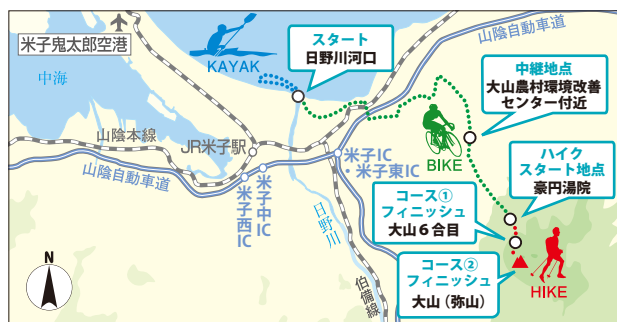 米子鬼太郎空港
中海
KAYAK
スタート
日野川河口
山陰自動車道
中継地点
大山農村環境改善
センター付近
BIKE
ハイク
スタート地点
豪円湯院
山陰本線
JR米子駅
米子IC
・米子東IC
山陰自動車道
米子西IC
米子中IC
日野川
コース①
フィニッシュ
大山6合目
コース②
フィニッシュ
大山(弥山)
HIKE
伯備線
N